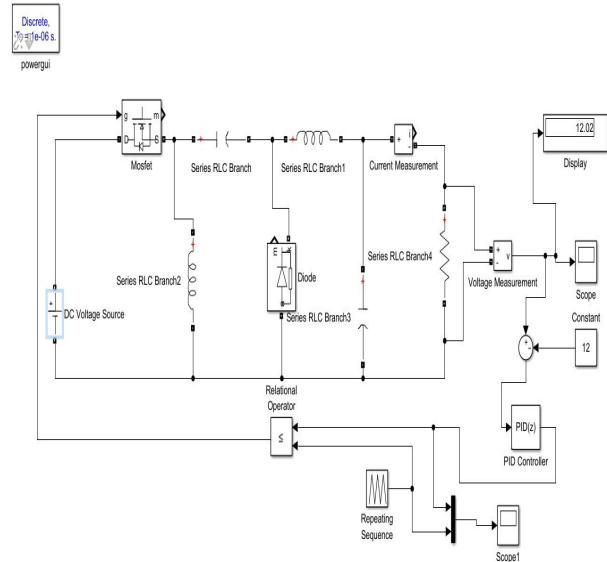 Discrete,
powergui
g
m
D
S
Mosfet
Series RLC Branch
Series RLC Branch1
i
Current Measurement
12.02
Display
Series RLC Branch2
m
Diode
Series RLC Branch3
Series RLC Branch4
v
Voltage Measurement
Scope
DC Voltage Source
Constant
12
Relational
Operator
≤
PID(z)
PID Controller
Repeating
Sequence
Scope1